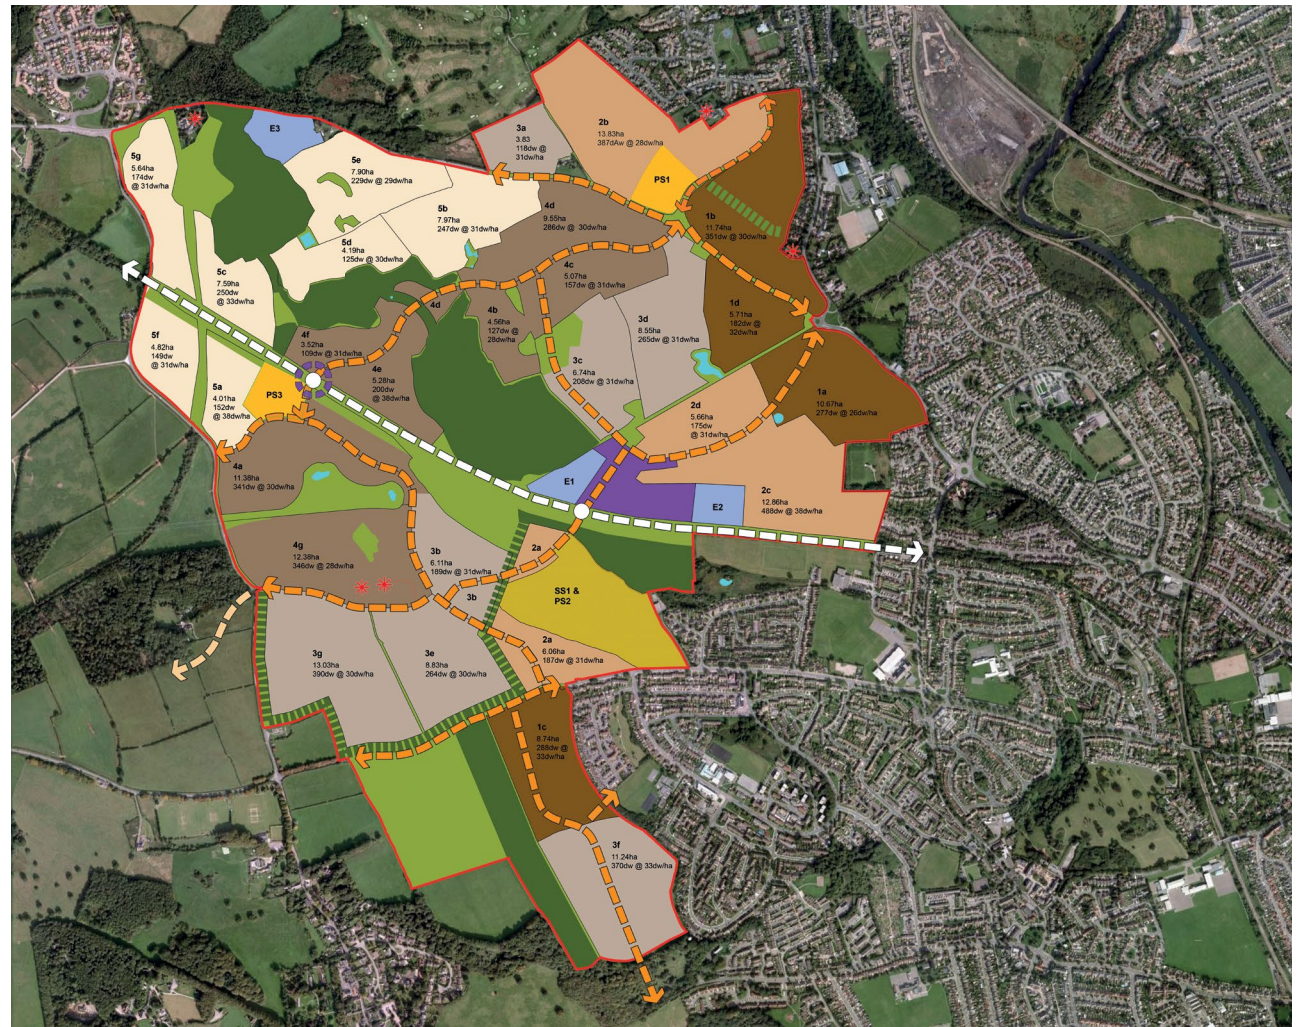 2b
13.83ha
387dAw @ 28dw/ha
3a
3.83
118dw @
31dw/ha
E3
5g
5.64ha
174dw
@ 31dw/ha
5e
7.90ha
229dw @ 29dw/ha
PS1
5b
7.97ha
247dw @ 31dw/ha
4d
9.55ha
286dw @ 30dw/ha
1b
11.74ha
351dw @ 30dw/ha
5d
4.19ha
125dw @ 30dw/ha
5c
7.59ha
250dw
@ 33dw/ha
4c
5.07ha
157dw @ 31dw/ha
4d
4b
4.56ha
127dw @
28dw/ha
1d
5.71ha
182dw @
32dw/ha
3d
8.55ha
265dw @ 31dw/ha
5f
4.82ha
149dw
@ 31dw/ha
4f
3.52ha
109dw @ 31dw/ha
3c
6.74ha
208dw @ 31dw/ha
4e
5.28ha
200dw
@ 38dw/ha
5a
4.01ha
152dw
@ 38dw/ha
PS3
1a
10.67ha
277dw @ 26dw/ha
2d
5.66ha
175dw
@ 31dw/ha
4a
11.38ha
341dw @ 30dw/ha
E1
E2
2c
12.86ha
488dw @ 38dw/ha
4g
12.38ha
346dw @ 28dw/ha
3b
6.11ha
189dw @ 31dw/ha
2a
3b
SS1 &
PS2
2a
6.06ha
187dw @ 31dw/ha
3g
13.03ha
390dw @ 30dw/ha
3e
8.83ha
264dw @ 30dw/ha
1c
8.74ha
288dw @
33dw/ha
3f
11.24ha
370dw @ 33dw/ha